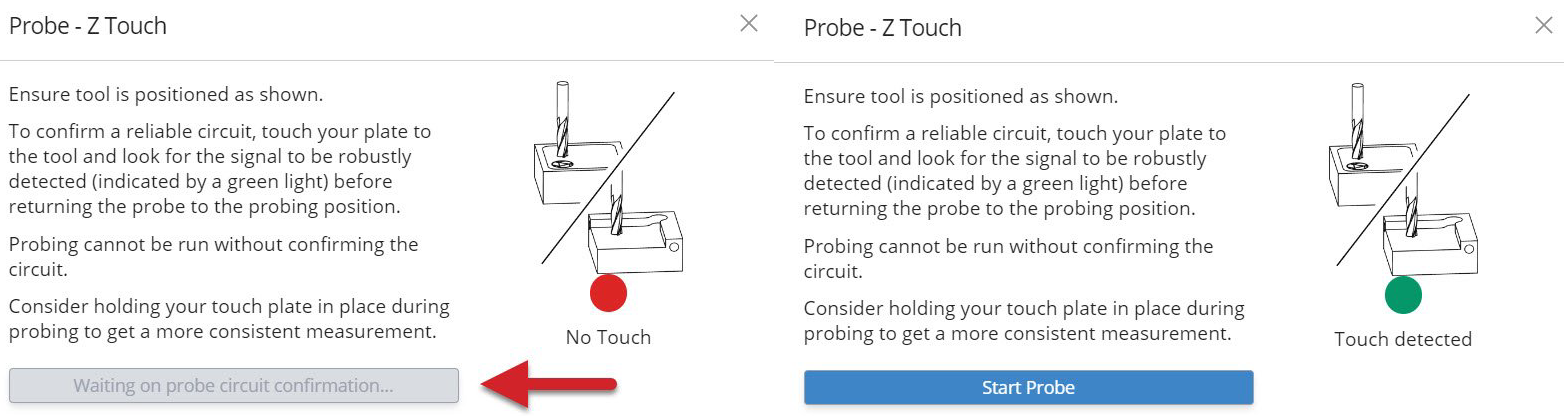 Probe - Z Touch
Ensure tool is positioned as shown.
To confirm a reliable circuit, touch your plate to
the tool and look for the signal to be robustly
detected (indicated by a green light) before
returning the probe to the probing position.
Probing cannot be run without confirming the
circuit.
Consider holding your touch plate in place during
probing to get a more consistent measurement.
No Touch
Waiting on probe circuit confirmation...
Probe - Z Touch
Ensure tool is positioned as shown.
To confirm a reliable circuit, touch your plate to
the tool and look for the signal to be robustly
detected (indicated by a green light) before
returning the probe to the probing position.
Probing cannot be run without confirming the
circuit.
Consider holding your touch plate in place during
probing to get a more consistent measurement.
Touch detected
Start Probe